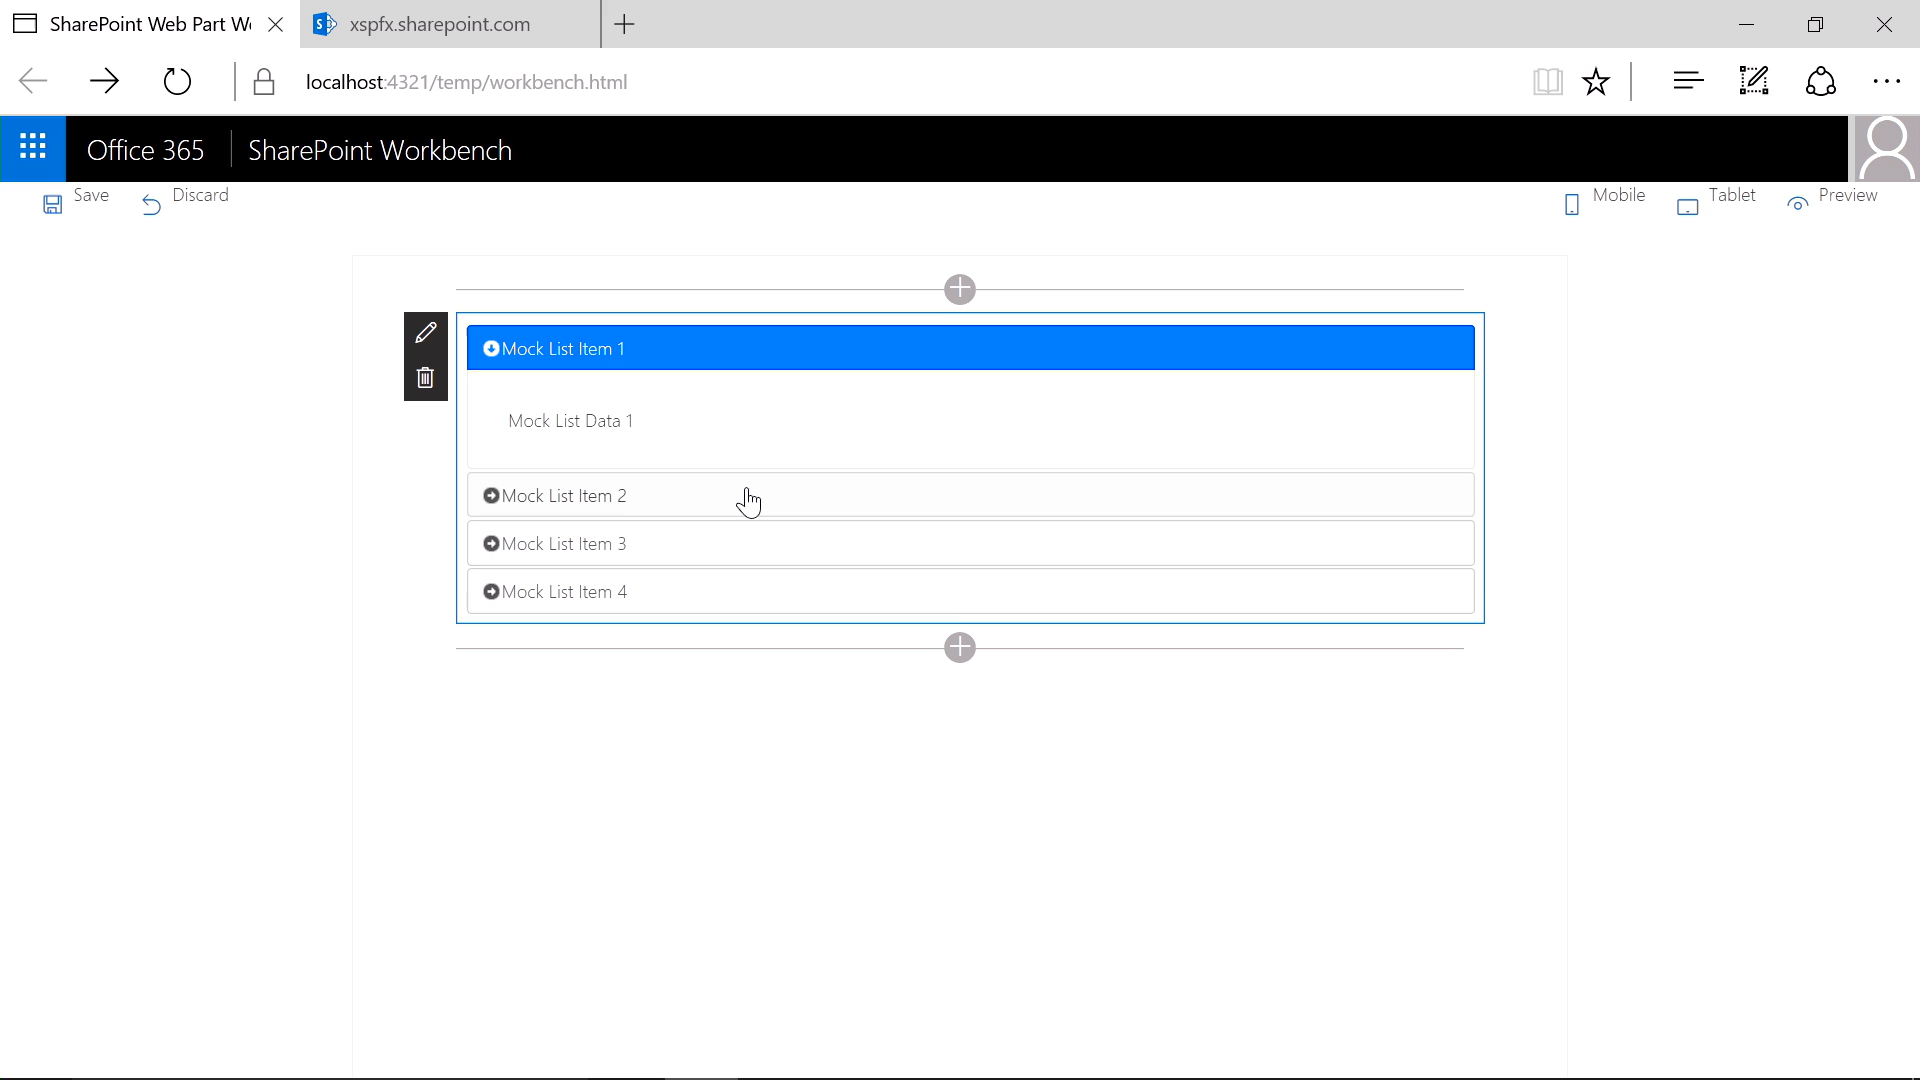 SharePoint Web Part Wo
xspfx.sharepoint.com
localhost:4321/temp/workbench.html
Office 365
SharePoint Workbench
Save
Discard
Mobile
Tablet
Preview
Mock List Item 1
Mock List Data 1
Mock List Item 2
Mock List Item 3
Mock List Item 4